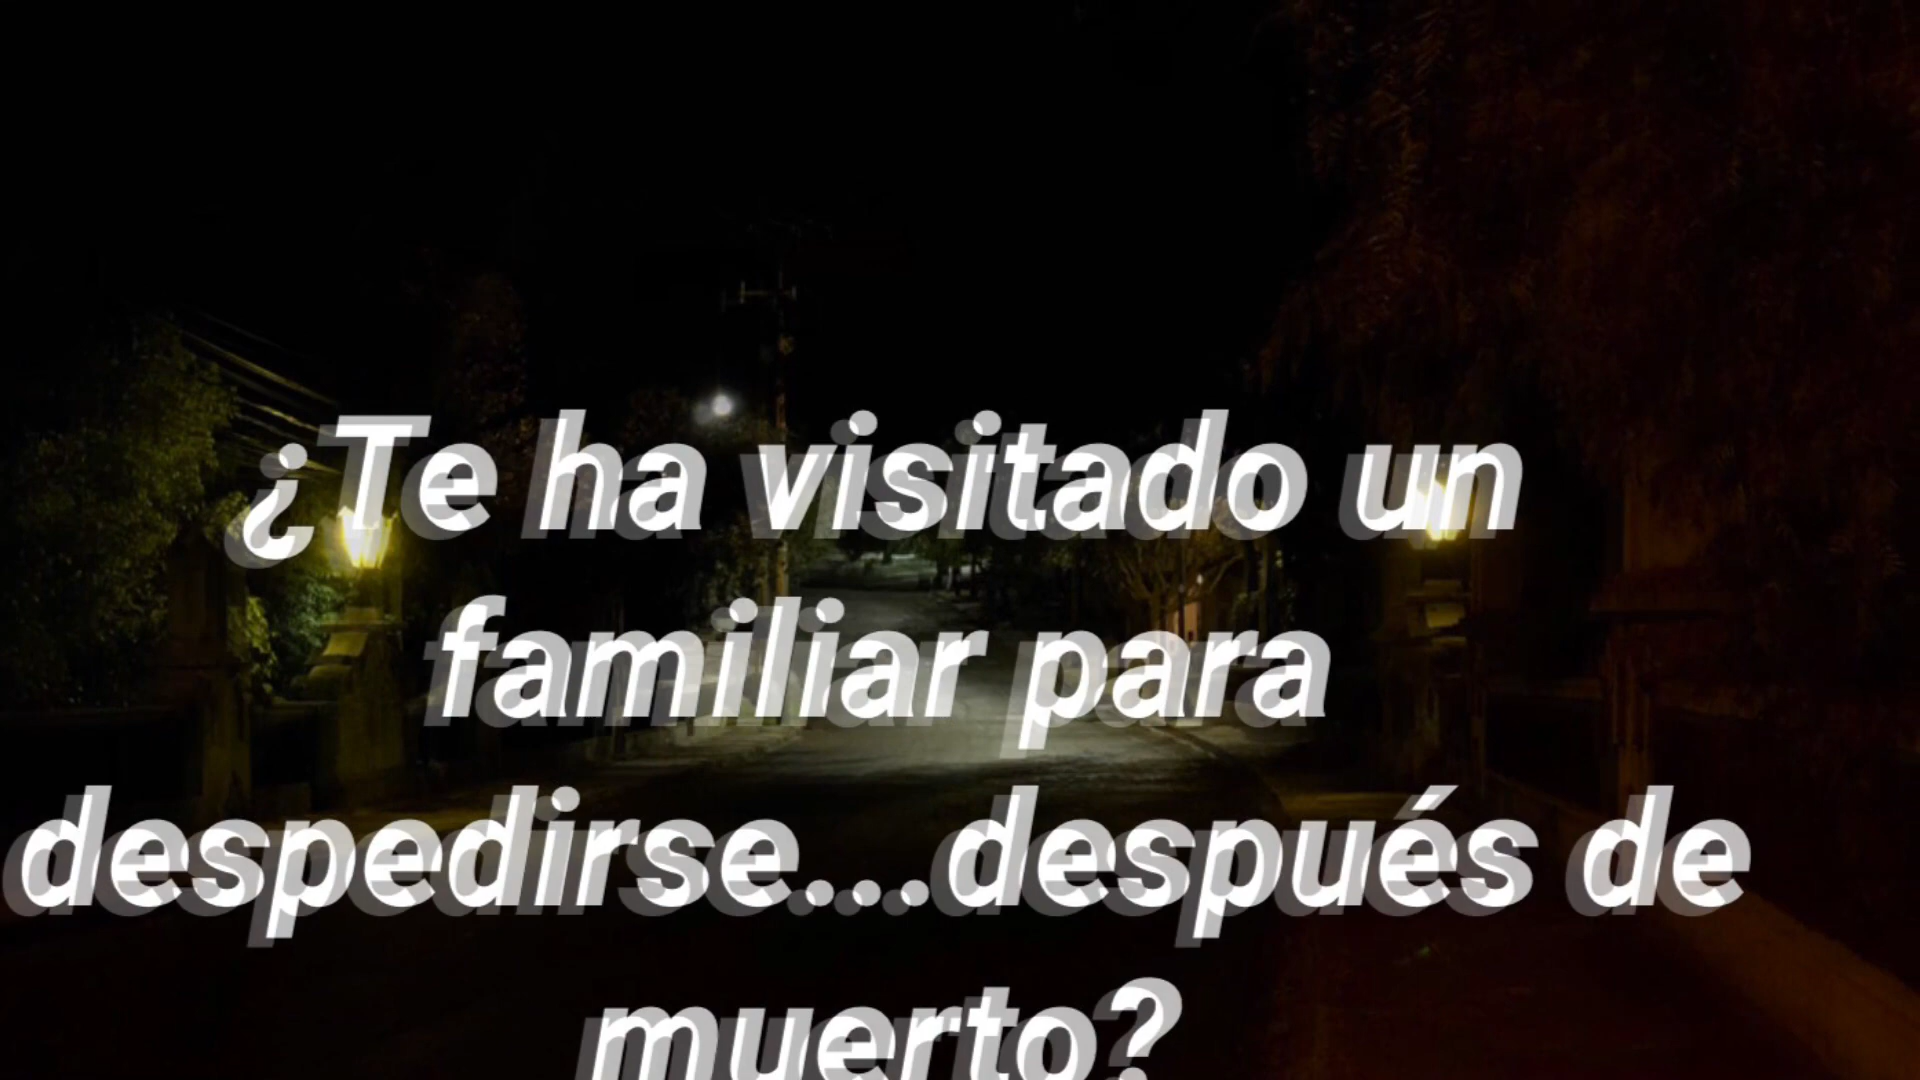 ¿Te ha visitado un
familiar para
despedirse...después de
muerto?